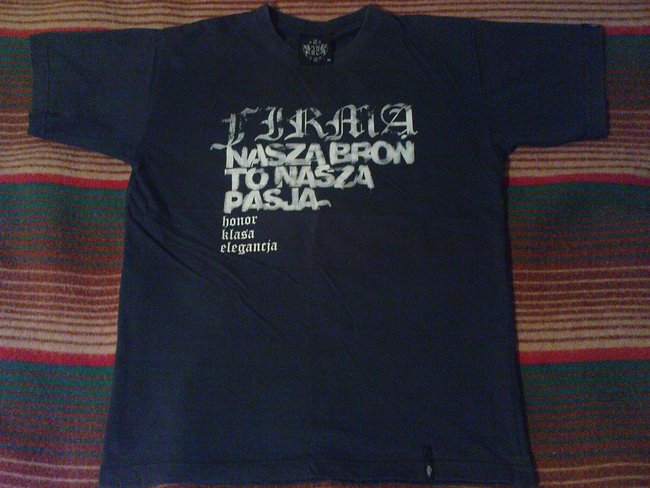 FIRMA
NASZA BROŃ
TO NASZA
PASJA
honor
klasa
elegancja